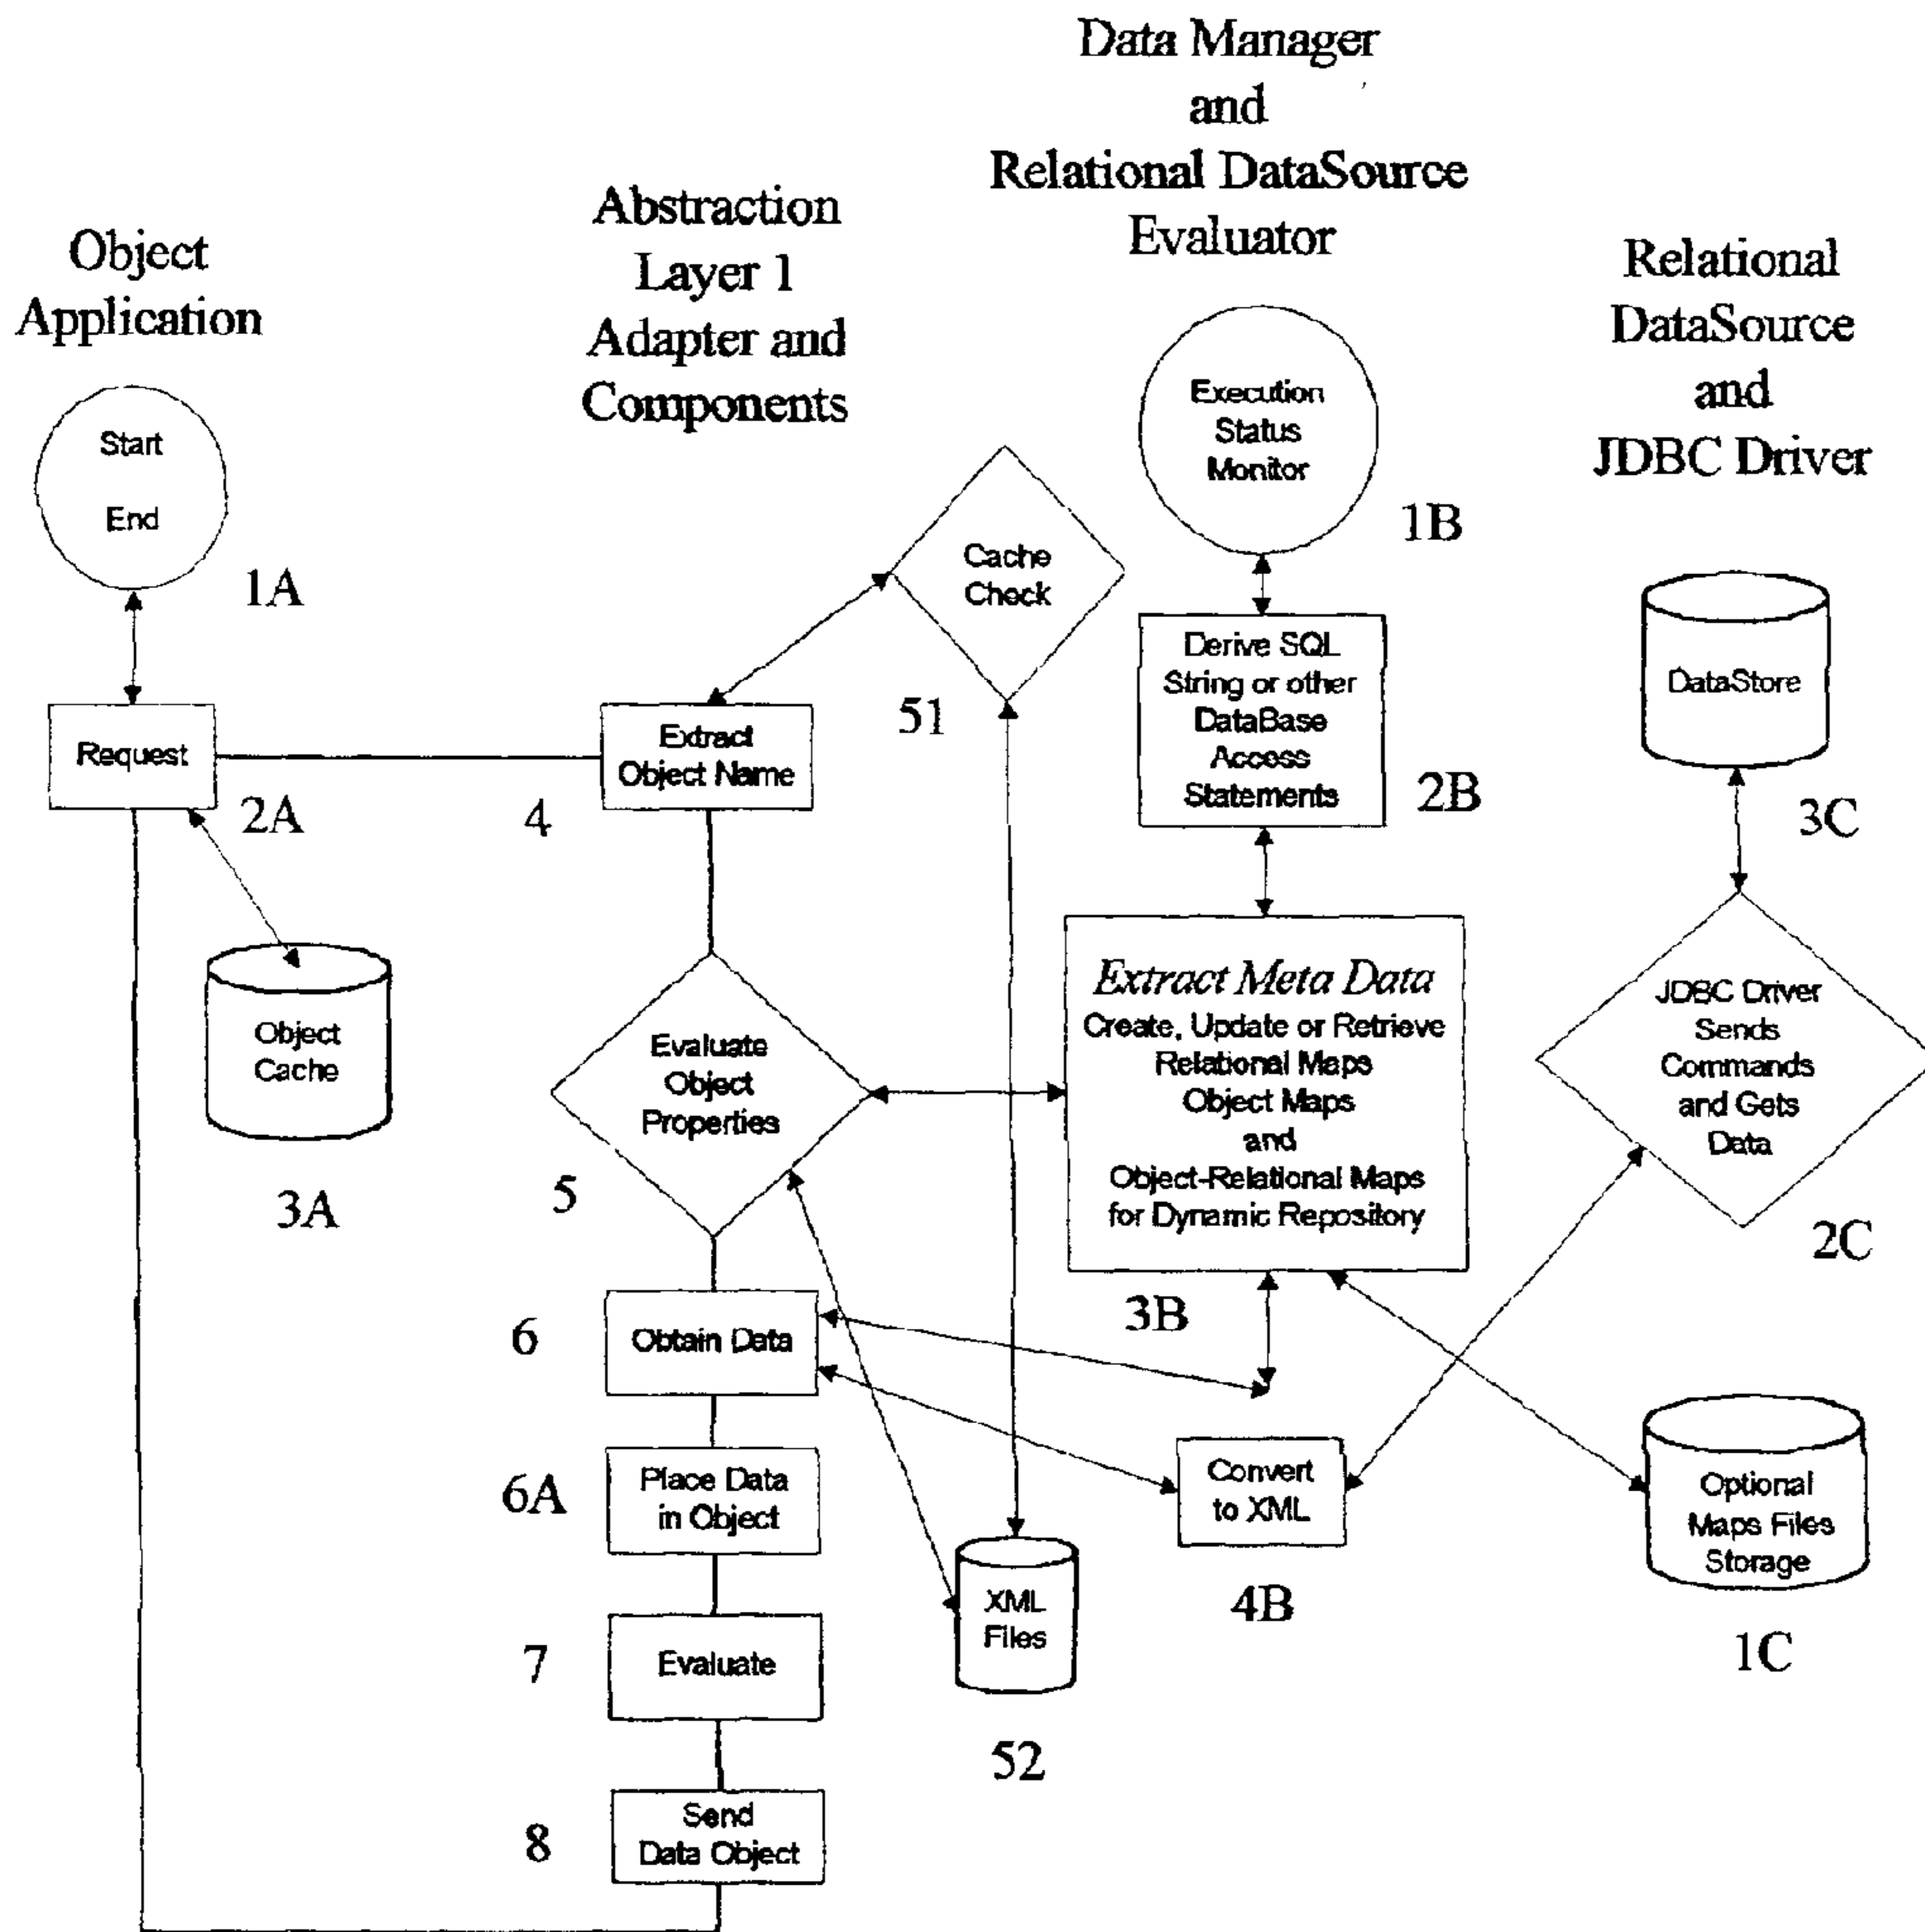 Data Manager
and
Relational DataSource
Evaluator
Abstraction
Layer 1
Adapter and
Components
Object
Application
Relational
DataSource
and
JDBC Driver
Start
End
1A
Request
2A
Object
Cache
3A
Cache
Check
51
Extract
Object Name
4
Evaluate
Object
Properties
5
Obtain Data
6
Place Data
in Object
6A
Evaluate
7
Send
Data Object
8
XML
Files
52
Execution
Status
Monitor
1B
Derive SQL
String or other
DataBase
Access
Statements
2B
Extract Meta Data
Create, Update or Retrieve
Relational Maps
Object Maps
and
Object-Relational Maps
for Dynamic Repository
3B
Convert
to XML
4B
DataStore
3C
JDBC Driver
Sends
Commands
and Gets
Data
2C
Optional
Maps Files
Storage
1C